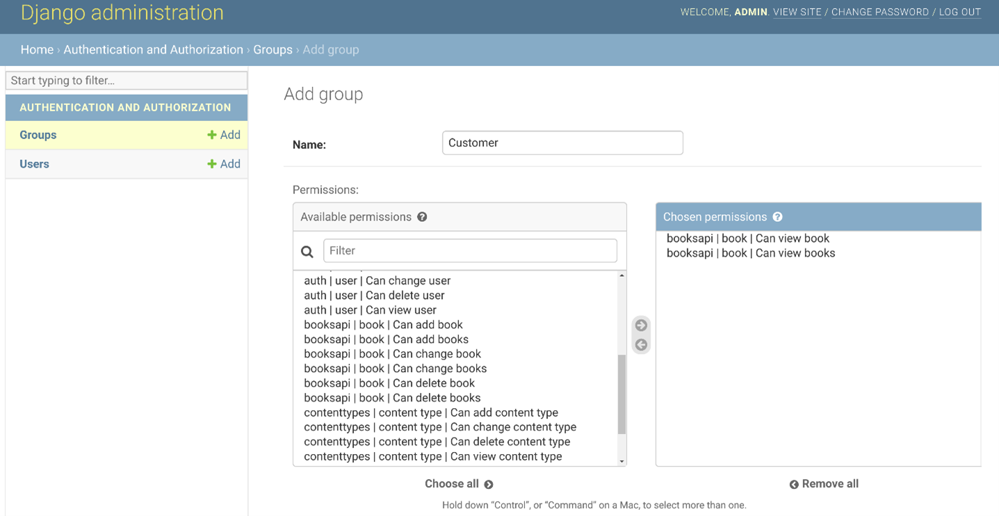 Django administration
WELCOME, ADMIN. VIEW SITE / CHANGE PASSWORD / LOG OUT
Home › Authentication and Authorization › Groups › Add group
Start typing to filter...
AUTHENTICATION AND AUTHORIZATION
Groups + Add
Users + Add
Add group
Name: Customer
Permissions:
Available permissions ?
Filter
auth | user | Can change user
auth | user | Can delete user
auth | user | Can view user
booksapi | book | Can add book
booksapi | book | Can add books
booksapi | book | Can change book
booksapi | book | Can change books
booksapi | book | Can delete book
booksapi | book | Can delete books
contenttypes | content type | Can add content type
contenttypes | content type | Can change content type
contenttypes | content type | Can delete content type
contenttypes | content type | Can view content type
Choose all
Chosen permissions ?
booksapi | book | Can view book
booksapi | book | Can view books
Remove all
Hold down “Control”, or “Command” on a Mac, to select more than one.